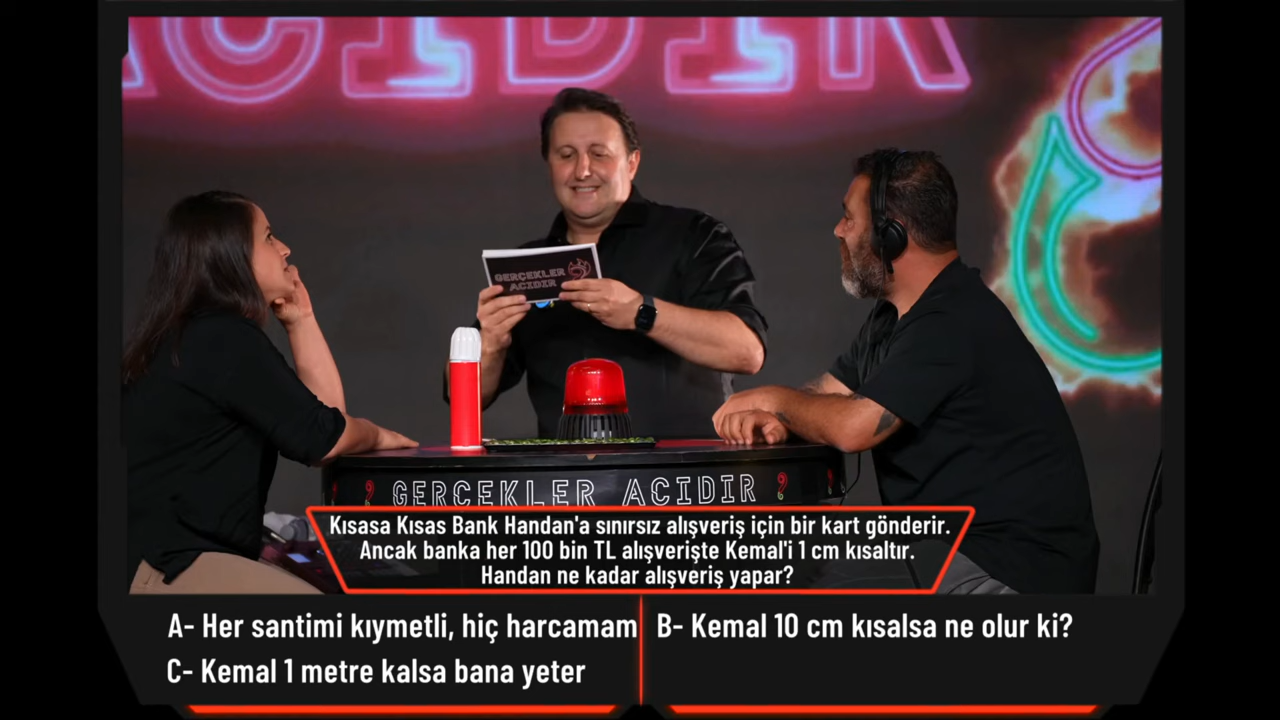 ACIDIR
GERÇEKLER
ACIDIR
GERÇEKLER ACIDIR
Kısasa Kısas Bank Handan'a sınırsız alışveriş için bir kart gönderir.
Ancak banka her 100 bin TL alışverişte Kemal'i 1 cm kısaltır.
Handan ne kadar alışveriş yapar?
A- Her santimi kıymetli, hiç harcamam
B- Kemal 10 cm kısalsa ne olur ki?
C- Kemal 1 metre kalsa bana yeter